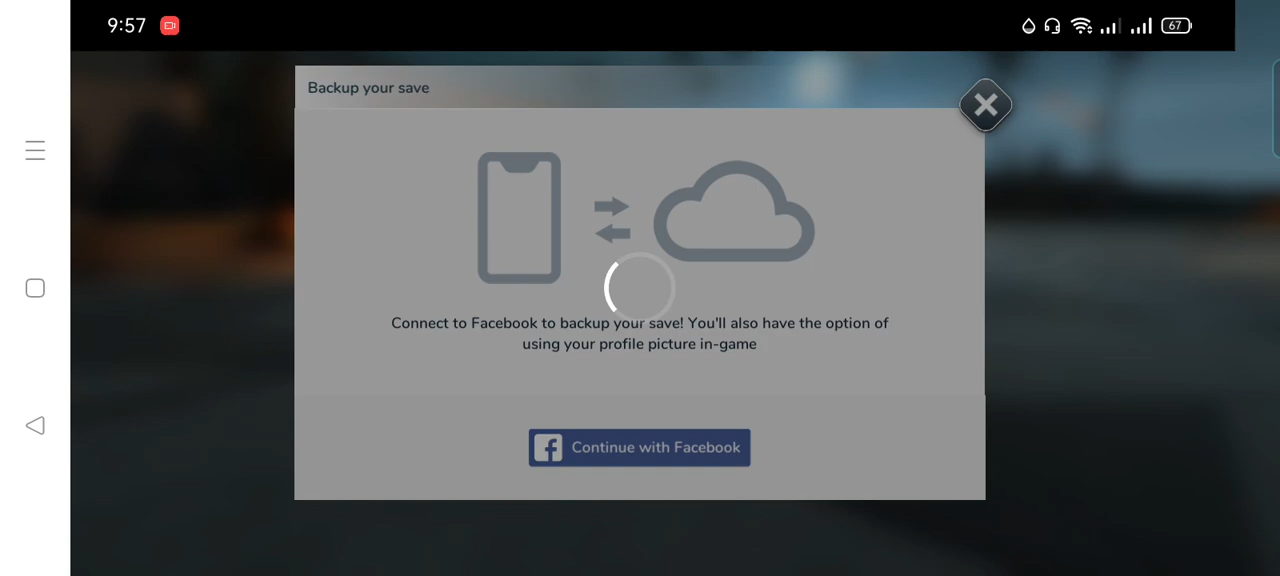 9:57
67
Backup your save
Connect to Facebook to backup your save! You'll also have the option of
using your profile picture in-game
Continue with Facebook